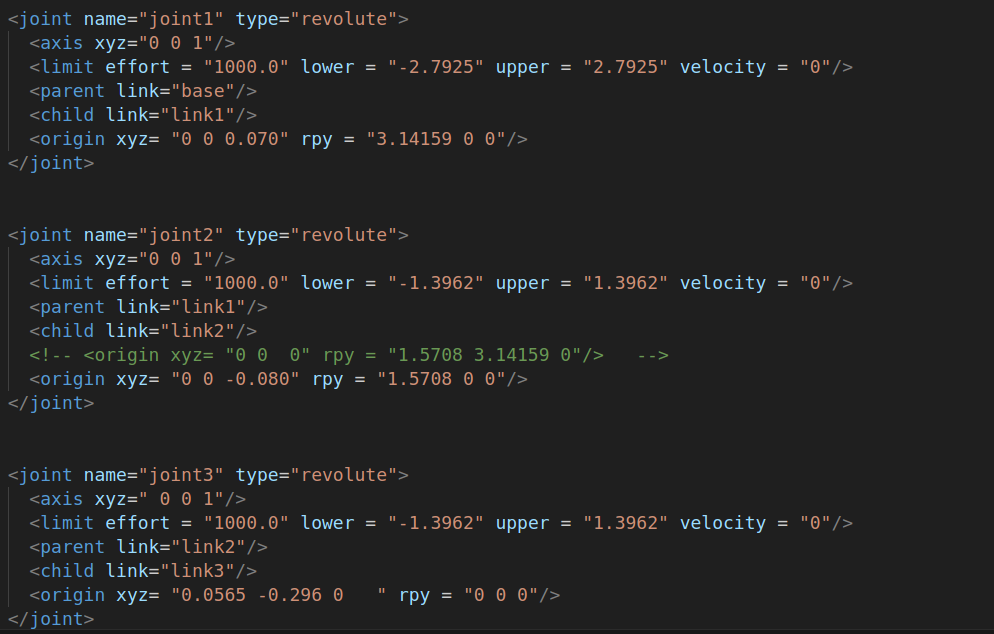 <joint name="joint1" type="revolute">
  <axis xyz="0 0 1"/>
  <limit effort = "1000.0" lower = "-2.7925" upper = "2.7925" velocity = "0"/>
  <parent link="base"/>
  <child link="link1"/>
  <origin xyz= "0 0 0.070" rpy = "3.14159 0 0"/>
</joint>
<joint name="joint2" type="revolute">
  <axis xyz="0 0 1"/>
  <limit effort = "1000.0" lower = "-1.3962" upper = "1.3962" velocity = "0"/>
  <parent link="link1"/>
  <child link="link2"/>
  <!-- <origin xyz= "0 0  0" rpy = "1.5708 3.14159 0"/>   -->
  <origin xyz= "0 0 -0.080" rpy = "1.5708 0 0"/>
</joint>
<joint name="joint3" type="revolute">
  <axis xyz=" 0 0 1"/>
  <limit effort = "1000.0" lower = "-1.3962" upper = "1.3962" velocity = "0"/>
  <parent link="link2"/>
  <child link="link3"/>
  <origin xyz= "0.0565 -0.296 0   " rpy = "0 0 0"/>
</joint>